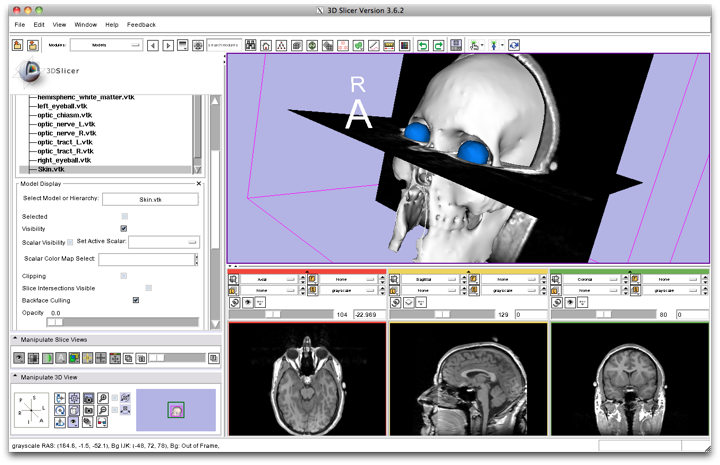 3D Slicer Version 3.6.2
File Edit View Window Help Feedback
Modules: Models
3DSlicer
hemispheric_white_matter.vtk
left_eyeball.vtk
optic_chiasm.vtk
optic_nerve_L.vtk
optic_nerve_R.vtk
optic_tract_L.vtk
optic_tract_R.vtk
right_eyeball.vtk
Skin.vtk
Model Display
Select Model or Hierarchy: Skin.vtk
Selected
Visibility
Scalar Visibility Set Active Scalar:
Scalar Color Map Select:
Clipping
Slice Intersections Visible
Backface Culling
Opacity 0.0
Manipulate Slice Views
Manipulate 3D View
P S
R L
I A
R
A
Axial None
None grayscale
104 -22.969
Sagittal None
None grayscale
129 0
Coronal None
None grayscale
80 0
grayscale RAS: (184.8, -1.5, -52.1), Bg IJK: (-48, 72, 78), Bg: Out of Frame,